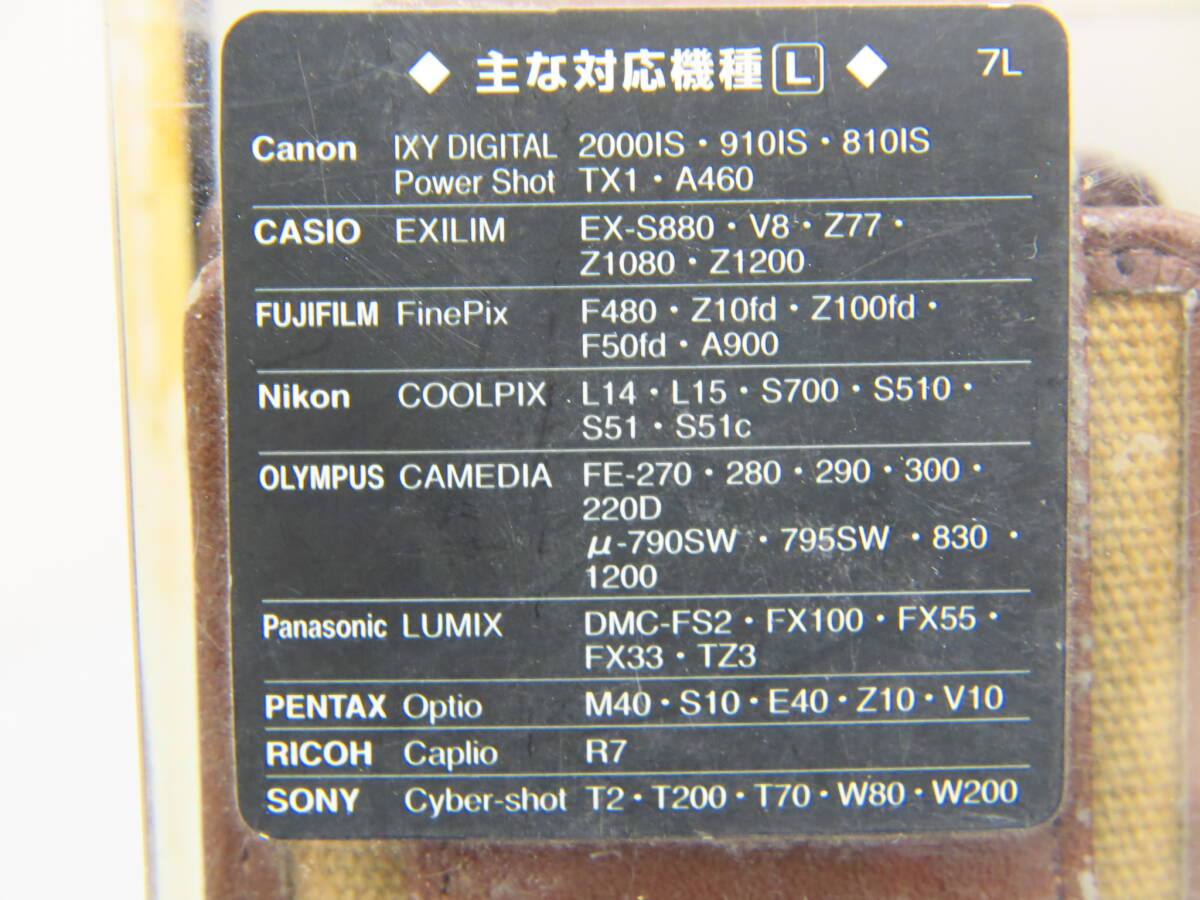 ◆ 主な対応機種 L ◆ 7L
Canon IXY DIGITAL 2000IS・910IS・810IS
Power Shot TX1・A460
CASIO EXILIM EX-S880・V8・Z77・
Z1080・Z1200
FUJIFILM FinePix F480・Z10fd・Z100fd・
F50fd・A900
Nikon COOLPIX L14・L15・S700・S510・
S51・S51c
OLYMPUS CAMEDIA FE-270・280・290・300・
220D
μ-790SW・795SW・830・
1200
Panasonic LUMIX DMC-FS2・FX100・FX55・
FX33・TZ3
PENTAX Optio M40・S10・E40・Z10・V10
RICOH Caplio R7
SONY Cyber-shot T2・T200・T70・W80・W200